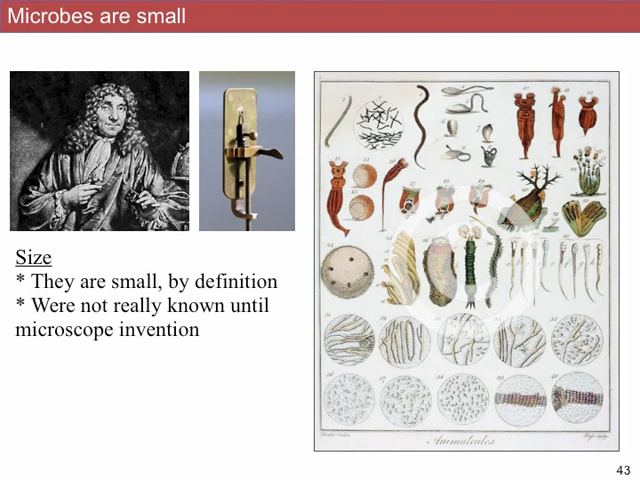 Microbes are small
Size
* They are small, by definition
* Were not really known until
microscope invention
Animalcules
43